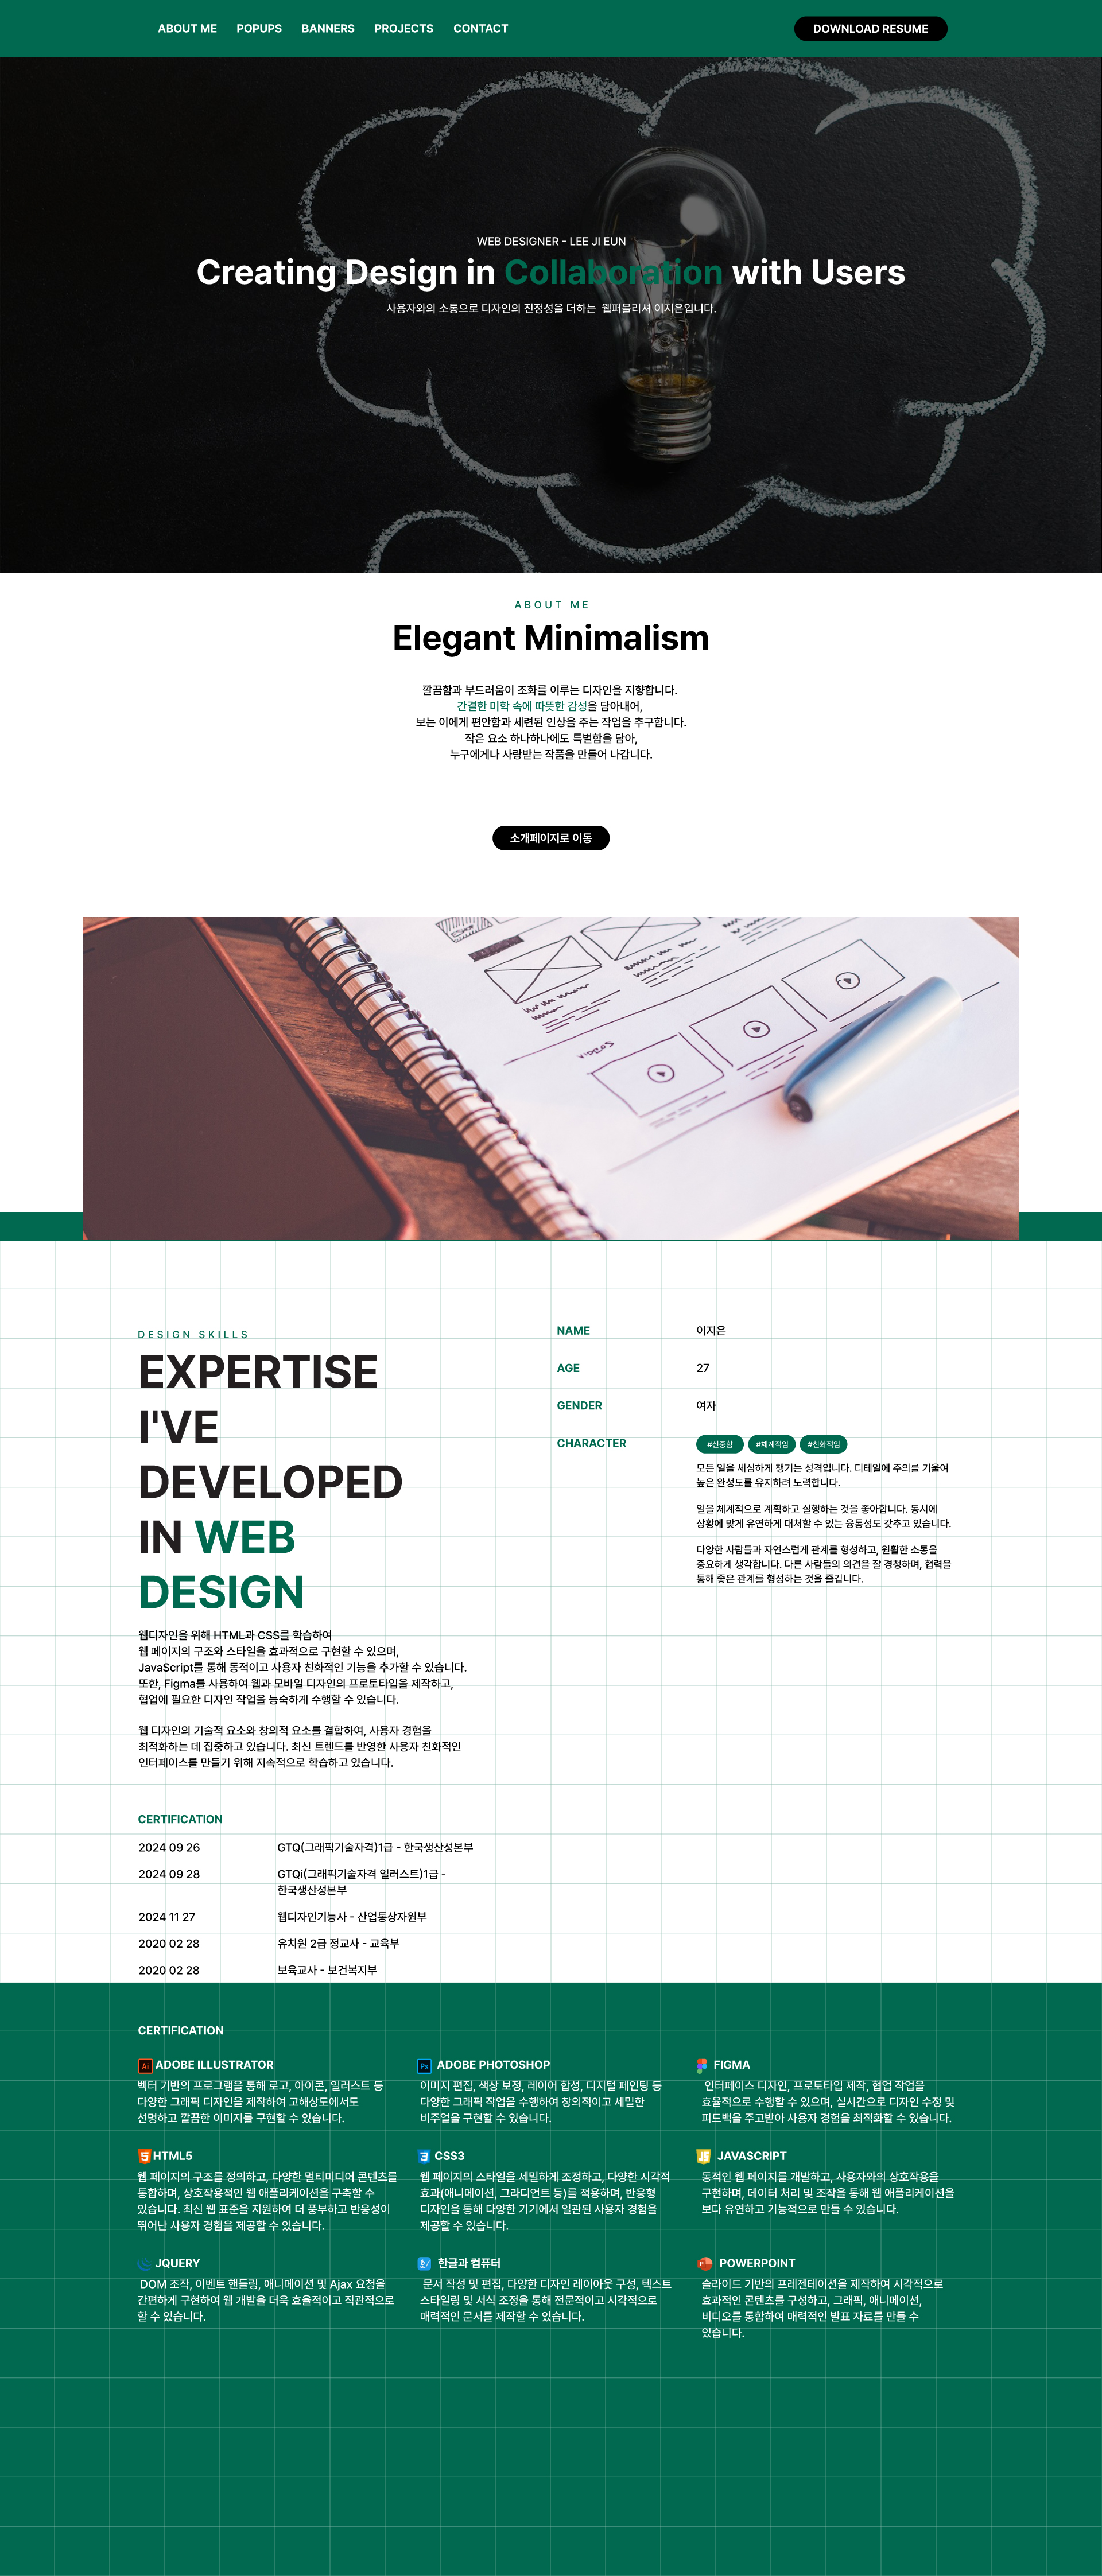 ABOUT ME POPUPS BANNERS PROJECTS CONTACT DOWNLOAD RESUME
WEB DESIGNER - LEE JI EUN
Creating Design in Collaboration with Users
사용자와의 소통으로 디자인의 진정성을 더하는 웹퍼블리셔 이지은입니다.
ABOUT ME
Elegant Minimalism
깔끔함과 부드러움이 조화를 이루는 디자인을 지향합니다.
간결한 미학 속에 따뜻한 감성을 담아내어,
보는 이에게 편안함과 세련된 인상을 주는 작업을 추구합니다.
작은 요소 하나하나에도 특별함을 담아,
누구에게나 사랑받는 작품을 만들어 나갑니다.
소개페이지로 이동
VIDEOS
DESIGN SKILLS
EXPERTISE
I'VE
DEVELOPED
IN WEB
DESIGN
웹디자인을 위해 HTML과 CSS를 학습하여
웹 페이지의 구조와 스타일을 효과적으로 구현할 수 있으며,
JavaScript를 통해 동적이고 사용자 친화적인 기능을 추가할 수 있습니다.
또한, Figma를 사용하여 웹과 모바일 디자인의 프로토타입을 제작하고,
협업에 필요한 디자인 작업을 능숙하게 수행할 수 있습니다.
웹 디자인의 기술적 요소와 창의적 요소를 결합하여, 사용자 경험을
최적화하는 데 집중하고 있습니다. 최신 트렌드를 반영한 사용자 친화적인
인터페이스를 만들기 위해 지속적으로 학습하고 있습니다.
NAME 이지은
AGE 27
GENDER 여자
CHARACTER #신중함 #체계적임 #친화적임
모든 일을 세심하게 챙기는 성격입니다. 디테일에 주의를 기울여
높은 완성도를 유지하려 노력합니다.
일을 체계적으로 계획하고 실행하는 것을 좋아합니다. 동시에
상황에 맞게 유연하게 대처할 수 있는 융통성도 갖추고 있습니다.
다양한 사람들과 자연스럽게 관계를 형성하고, 원활한 소통을
중요하게 생각합니다. 다른 사람들의 의견을 잘 경청하며, 협력을
통해 좋은 관계를 형성하는 것을 즐깁니다.
CERTIFICATION
2024 09 26 GTQ(그래픽기술자격)1급 - 한국생산성본부
2024 09 28 GTQi(그래픽기술자격 일러스트)1급 -
한국생산성본부
2024 11 27 웹디자인기능사 - 산업통상자원부
2020 02 28 유치원 2급 정교사 - 교육부
2020 02 28 보육교사 - 보건복지부
CERTIFICATION
Ai ADOBE ILLUSTRATOR
벡터 기반의 프로그램을 통해 로고, 아이콘, 일러스트 등
다양한 그래픽 디자인을 제작하여 고해상도에서도
선명하고 깔끔한 이미지를 구현할 수 있습니다.
Ps ADOBE PHOTOSHOP
이미지 편집, 색상 보정, 레이어 합성, 디지털 페인팅 등
다양한 그래픽 작업을 수행하여 창의적이고 세밀한
비주얼을 구현할 수 있습니다.
FIGMA
인터페이스 디자인, 프로토타입 제작, 협업 작업을
효율적으로 수행할 수 있으며, 실시간으로 디자인 수정 및
피드백을 주고받아 사용자 경험을 최적화할 수 있습니다.
HTML5
웹 페이지의 구조를 정의하고, 다양한 멀티미디어 콘텐츠를
통합하며, 상호작용적인 웹 애플리케이션을 구축할 수
있습니다. 최신 웹 표준을 지원하여 더 풍부하고 반응성이
뛰어난 사용자 경험을 제공할 수 있습니다.
CSS3
웹 페이지의 스타일을 세밀하게 조정하고, 다양한 시각적
효과(애니메이션, 그라디언트 등)를 적용하며, 반응형
디자인을 통해 다양한 기기에서 일관된 사용자 경험을
제공할 수 있습니다.
JS JAVASCRIPT
동적인 웹 페이지를 개발하고, 사용자와의 상호작용을
구현하며, 데이터 처리 및 조작을 통해 웹 애플리케이션을
보다 유연하고 기능적으로 만들 수 있습니다.
JQUERY
DOM 조작, 이벤트 핸들링, 애니메이션 및 Ajax 요청을
간편하게 구현하여 웹 개발을 더욱 효율적이고 직관적으로
할 수 있습니다.
한글과 컴퓨터
문서 작성 및 편집, 다양한 디자인 레이아웃 구성, 텍스트
스타일링 및 서식 조정을 통해 전문적이고 시각적으로
매력적인 문서를 제작할 수 있습니다.
P POWERPOINT
슬라이드 기반의 프레젠테이션을 제작하여 시각적으로
효과적인 콘텐츠를 구성하고, 그래픽, 애니메이션,
비디오를 통합하여 매력적인 발표 자료를 만들 수
있습니다.